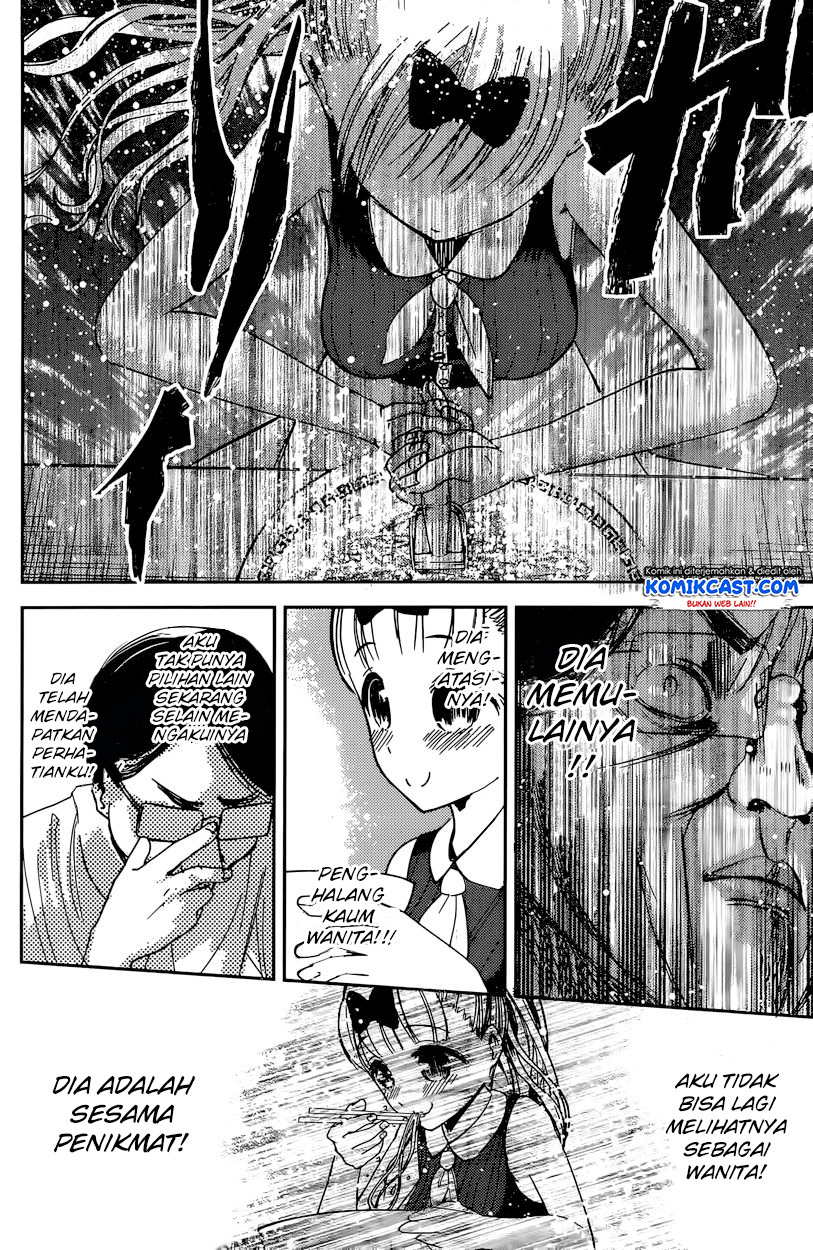 Komik ini diterjemahkan & diedit oleh
KOMIKCAST.COM
BUKAN WEB LAIN!!
DIA
MEMU-
LAINYA
!!
DIA
MENG-
ATASI-
NYA!
PENG-
HALANG
KAUM
WANITA!!!
AKU
TAK PUNYA
PILIHAN LAIN
SEKARANG
SELAIN ME-
NGAKUINYA
DIA
TELAH
MENDA-
PATKAN
PERHA-
TIANKU!
AKU TIDAK
BISA LAGI
MELIHATNYA
SEBAGAI
WANITA!
DIA ADALAH
SESAMA
PENIKMAT!